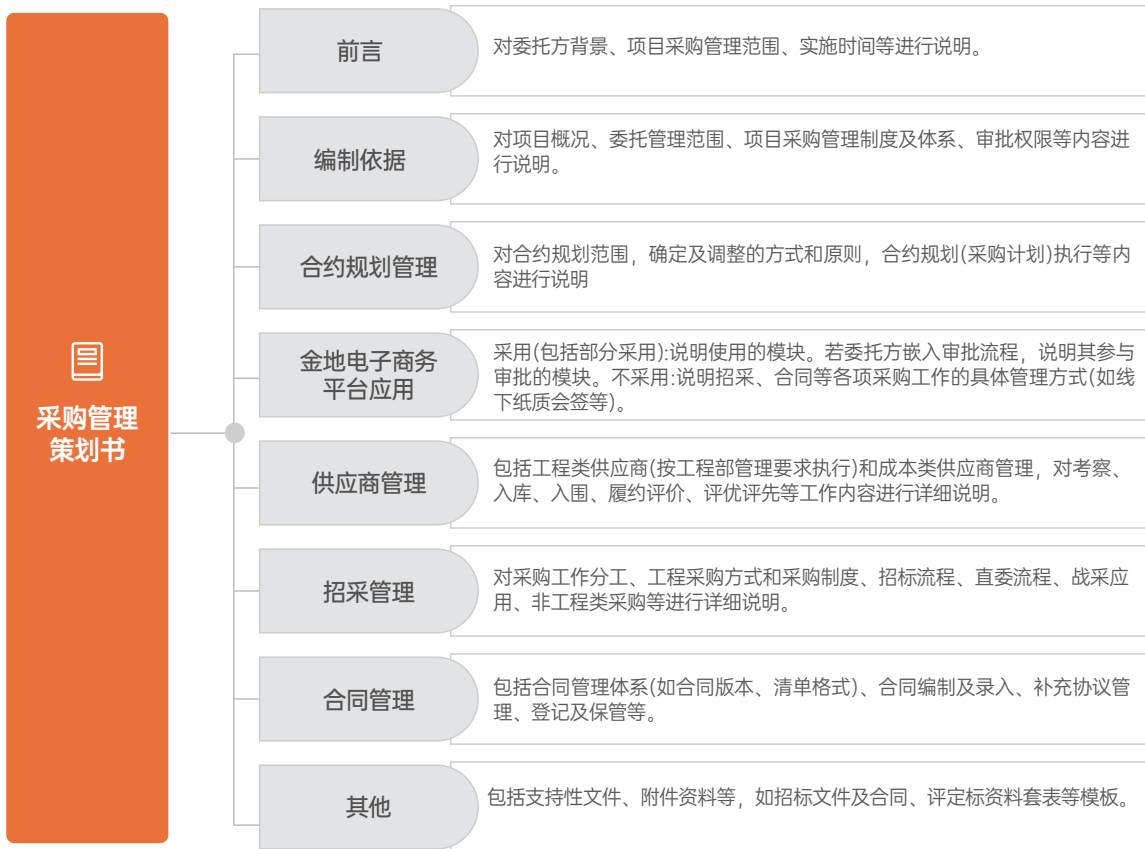 采购管理
策划书
前言
对委托方背景、项目采购管理范围、实施时间等进行说明。
编制依据
对项目概况、委托管理范围、项目采购管理制度及体系、审批权限等内容进
行说明。
合约规划管理
对合约规划范围，确定及调整的方式和原则，合约规划(采购计划)执行等内
容进行说明
金地电子商务
平台应用
采用(包括部分采用):说明使用的模块。若委托方嵌入审批流程，说明其参与
审批的模块。不采用:说明招采、合同等各项采购工作的具体管理方式(如线
下纸质会签等)。
供应商管理
包括工程类供应商(按工程部管理要求执行)和成本类供应商管理，对考察、
入库、入围、履约评价、评优评先等工作内容进行详细说明。
招采管理
对采购工作分工、工程采购方式和采购制度、招标流程、直委流程、战采应
用、非工程类采购等进行详细说明。
合同管理
包括合同管理体系(如合同版本、清单格式)、合同编制及录入、补充协议管
理、登记及保管等。
其他
包括支持性文件、附件资料等，如招标文件及合同、评定标资料套表等模板。